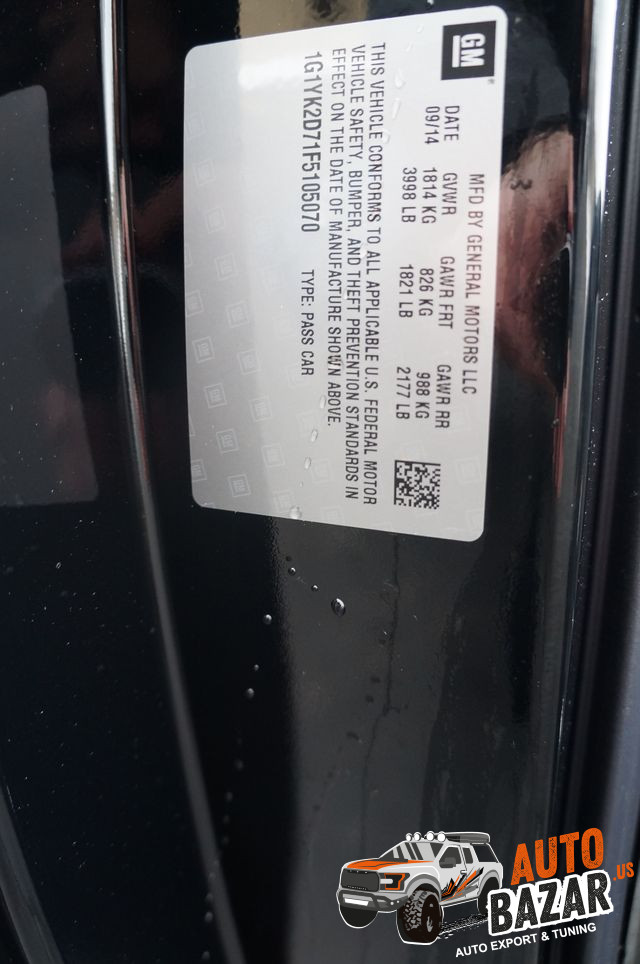 GM
MFD BY GENERAL MOTORS LLC
DATE GVWR GAWR FRT GAWR RR
09/14 1814 KG 826 KG 988 KG
3998 LB 1821 LB 2177 LB
THIS VEHICLE CONFORMS TO ALL APPLICABLE U.S. FEDERAL MOTOR
VEHICLE SAFETY, BUMPER, AND THEFT PREVENTION STANDARDS IN
EFFECT ON THE DATE OF MANUFACTURE SHOWN ABOVE.
1G1YK2D71F5105070 TYPE: PASS CAR
AUTO
BAZAR.US
AUTO EXPORT & TUNING